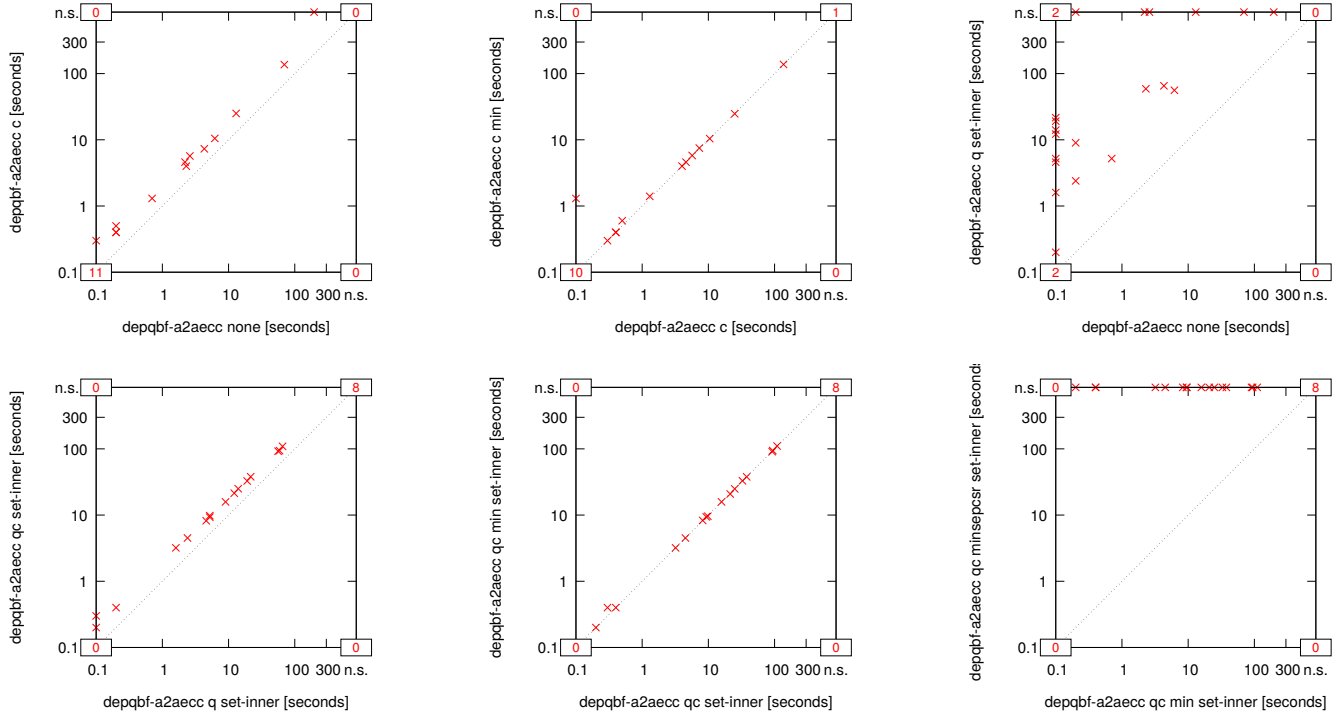 n.s. 0 0
300
100
10
1
0.1 11 0
0.1 1 10 100 300 n.s.
depqbf-a2aecc c [seconds]
depqbf-a2aecc none [seconds]
n.s. 0 1
300
100
10
1
0.1 10 0
0.1 1 10 100 300 n.s.
depqbf-a2aecc c min [seconds]
depqbf-a2aecc c [seconds]
n.s. 2 0
300
100
10
1
0.1 2 0
0.1 1 10 100 300 n.s.
depqbf-a2aecc q set-inner [seconds]
depqbf-a2aecc none [seconds]
n.s. 0 8
300
100
10
1
0.1 0 0
0.1 1 10 100 300 n.s.
depqbf-a2aecc qc set-inner [seconds]
depqbf-a2aecc q set-inner [seconds]
n.s. 0 8
300
100
10
1
0.1 0 0
0.1 1 10 100 300 n.s.
depqbf-a2aecc qc min set-inner [seconds]
depqbf-a2aecc qc set-inner [seconds]
n.s. 0 8
300
100
10
1
0.1 0 0
0.1 1 10 100 300 n.s.
depqbf-a2aecc qc minsepcsr set-inner [second
depqbf-a2aecc qc min set-inner [seconds]